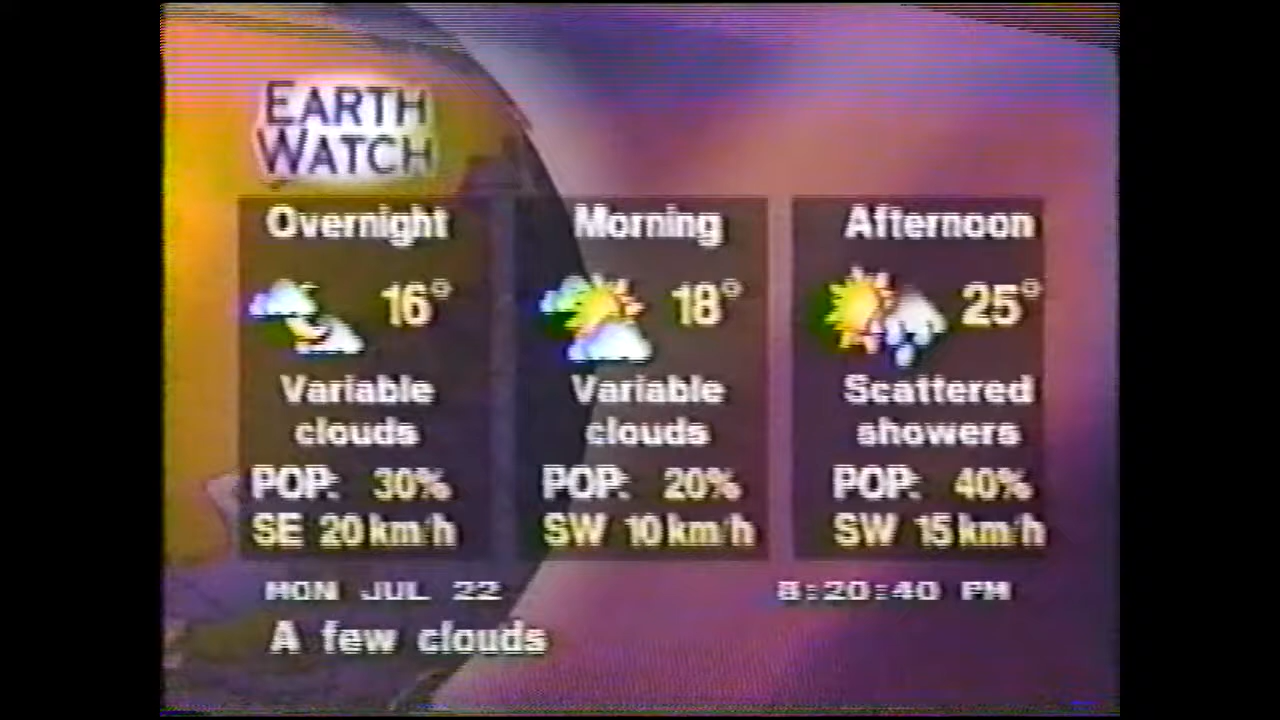 EARTH
WATCH
Overnight
16°
Variable
clouds
POP: 30%
SE 20 km/h
Morning
18°
Variable
clouds
POP: 20%
SW 10 km/h
Afternoon
25°
Scattered
showers
POP: 40%
SW 15 km/h
MON JUL 22
8:20:40 PM
A few clouds